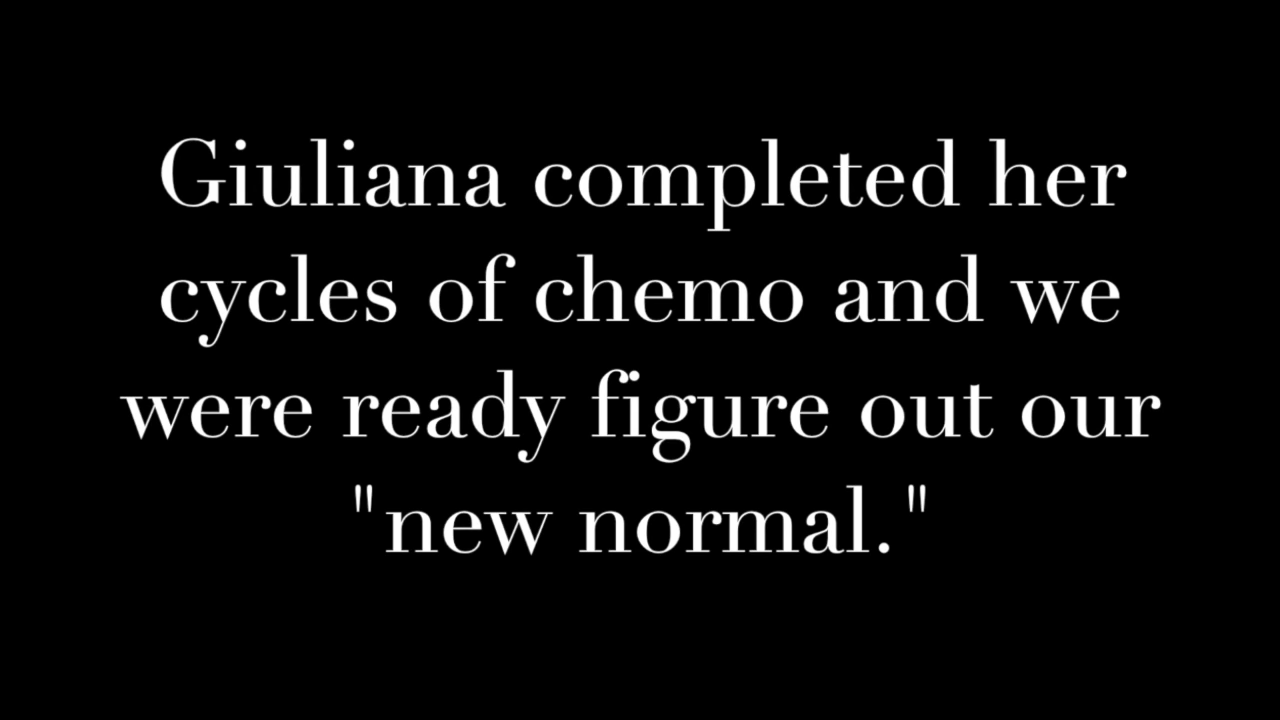 Giuliana completed her
cycles of chemo and we
were ready figure out our
"new normal."